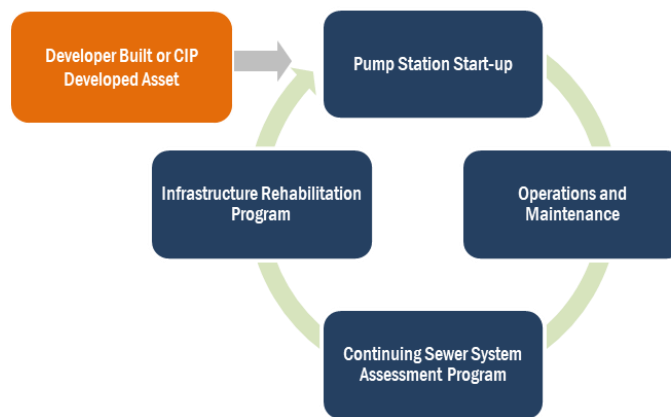 Developer Built or CIP
Developed Asset
Pump Station Start-up
Infrastructure Rehabilitation
Program
Operations and
Maintenance
Continuing Sewer System
Assessment Program